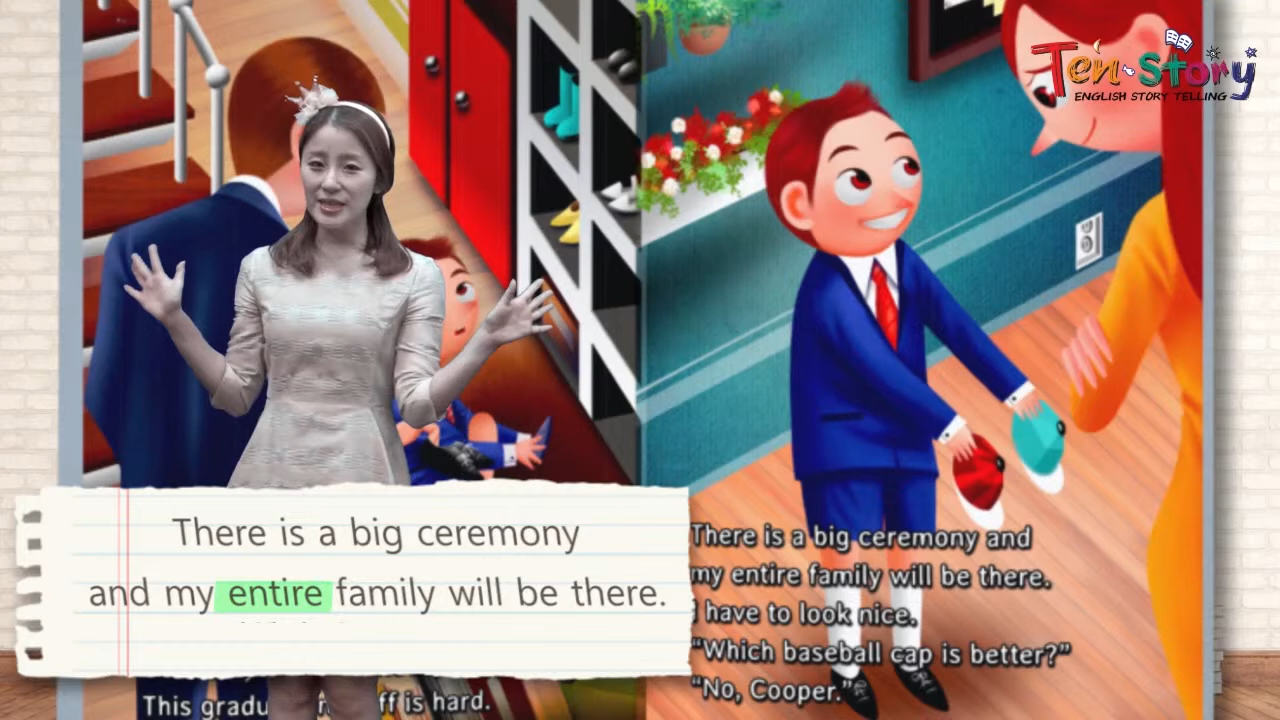 Ten Story
ENGLISH STORY TELLING
There is a big ceremony
and my entire family will be there.
There is a big ceremony and
my entire family will be there.
I have to look nice.
“Which baseball cap is better?”
“No, Cooper.”
This is hard.